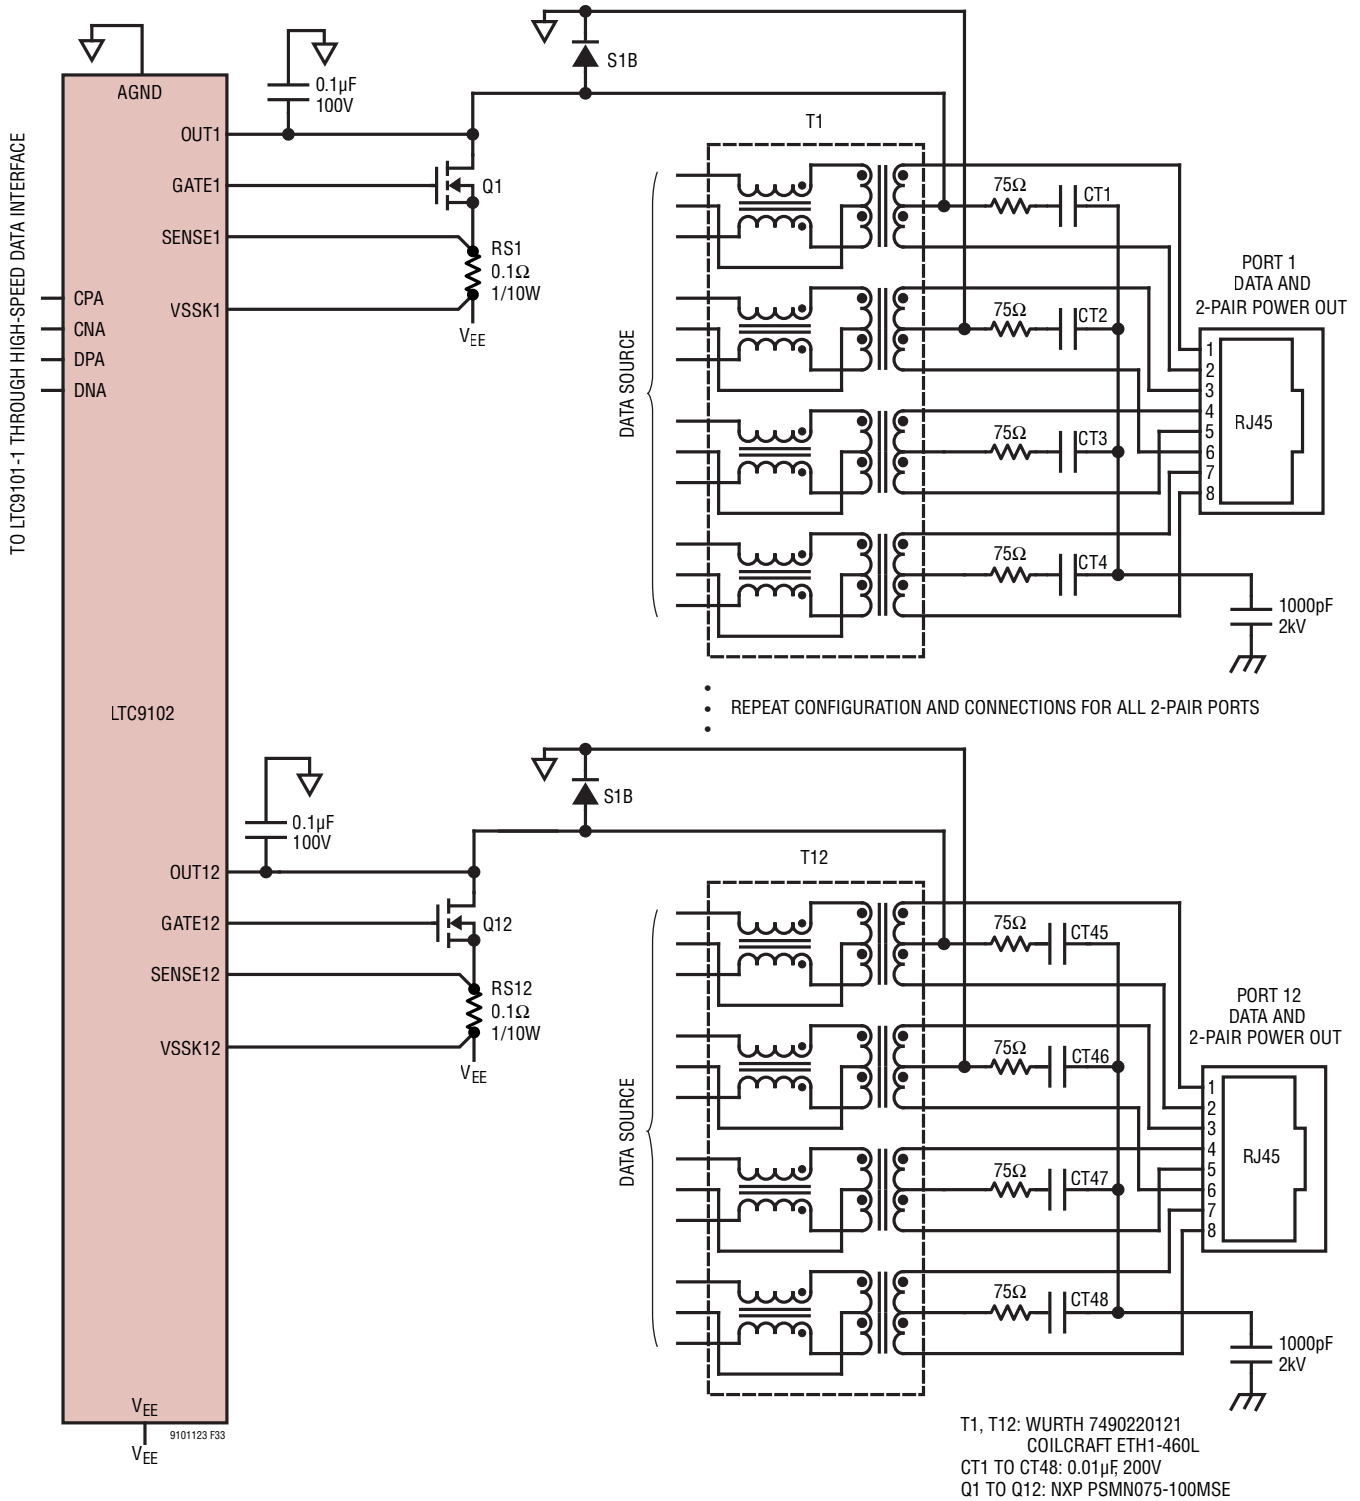 TO LTC9101-1 THROUGH HIGH-SPEED DATA INTERFACE
AGND
OUT1
GATE1
SENSE1
VSSK1
CPA
CNA
DPA
DNA
LTC9102
OUT12
GATE12
SENSE12
VSSK12
VEE
VEE
9101123 F33
0.1µF
100V
S1B
Q1
RS1
0.1Ω
1/10W
VEE
T1
DATA SOURCE
75Ω
CT1
75Ω
CT2
75Ω
CT3
75Ω
CT4
PORT 1
DATA AND
2-PAIR POWER OUT
1
2
3
4
5
6
7
8
RJ45
1000pF
2kV
REPEAT CONFIGURATION AND CONNECTIONS FOR ALL 2-PAIR PORTS
0.1µF
100V
S1B
Q12
RS12
0.1Ω
1/10W
VEE
T12
DATA SOURCE
75Ω
CT45
75Ω
CT46
75Ω
CT47
75Ω
CT48
PORT 12
DATA AND
2-PAIR POWER OUT
1
2
3
4
5
6
7
8
RJ45
1000pF
2kV
T1, T12: WURTH 7490220121
COILCRAFT ETH1-460L
CT1 TO CT48: 0.01µF, 200V
Q1 TO Q12: NXP PSMN075-100MSE